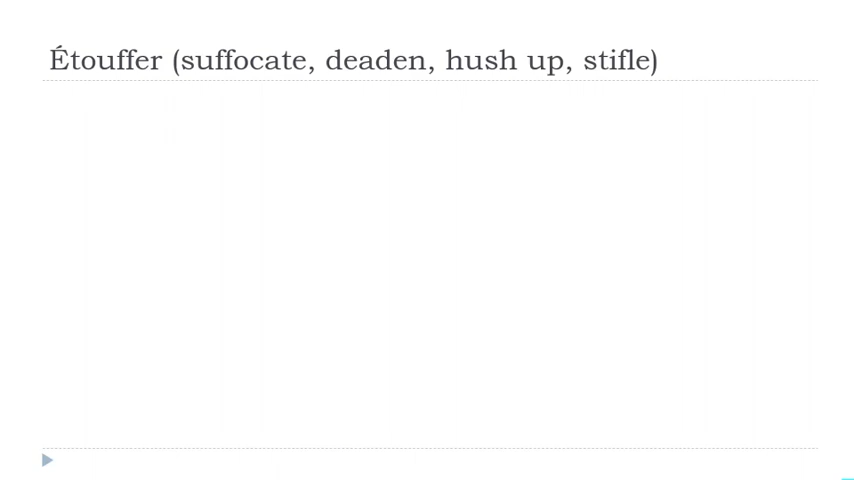 Étouffer (suffocate, deaden, hush up, stifle)